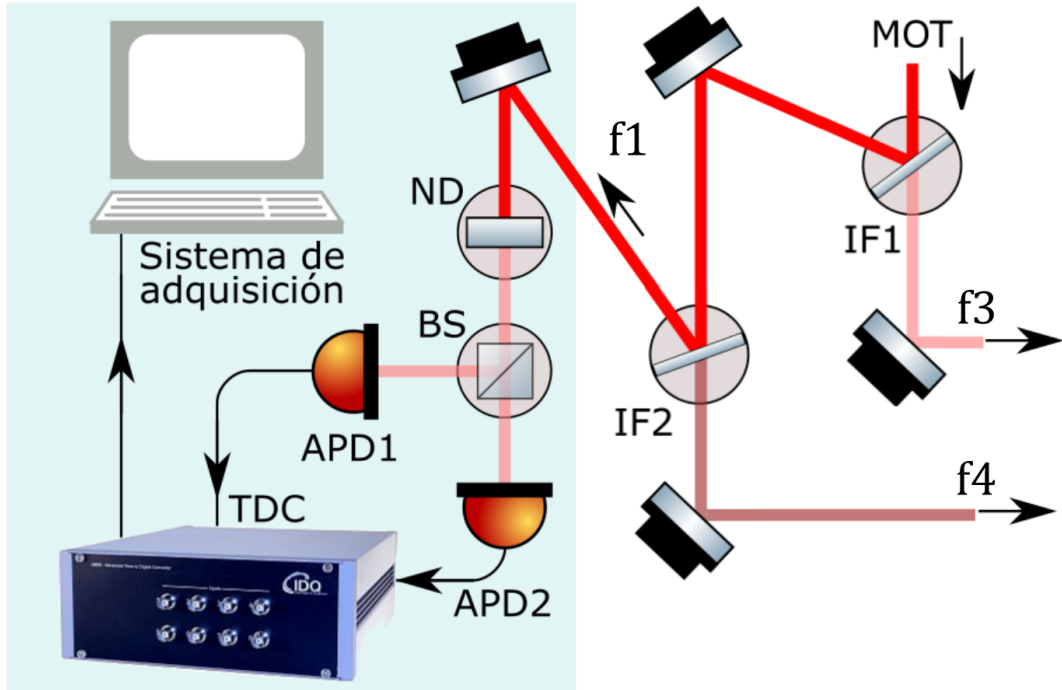 MOT
f1
ND
IF1
Sistema de
adquisición
f3
BS
IF2
APD1
f4
TDC
APD2
IDQ